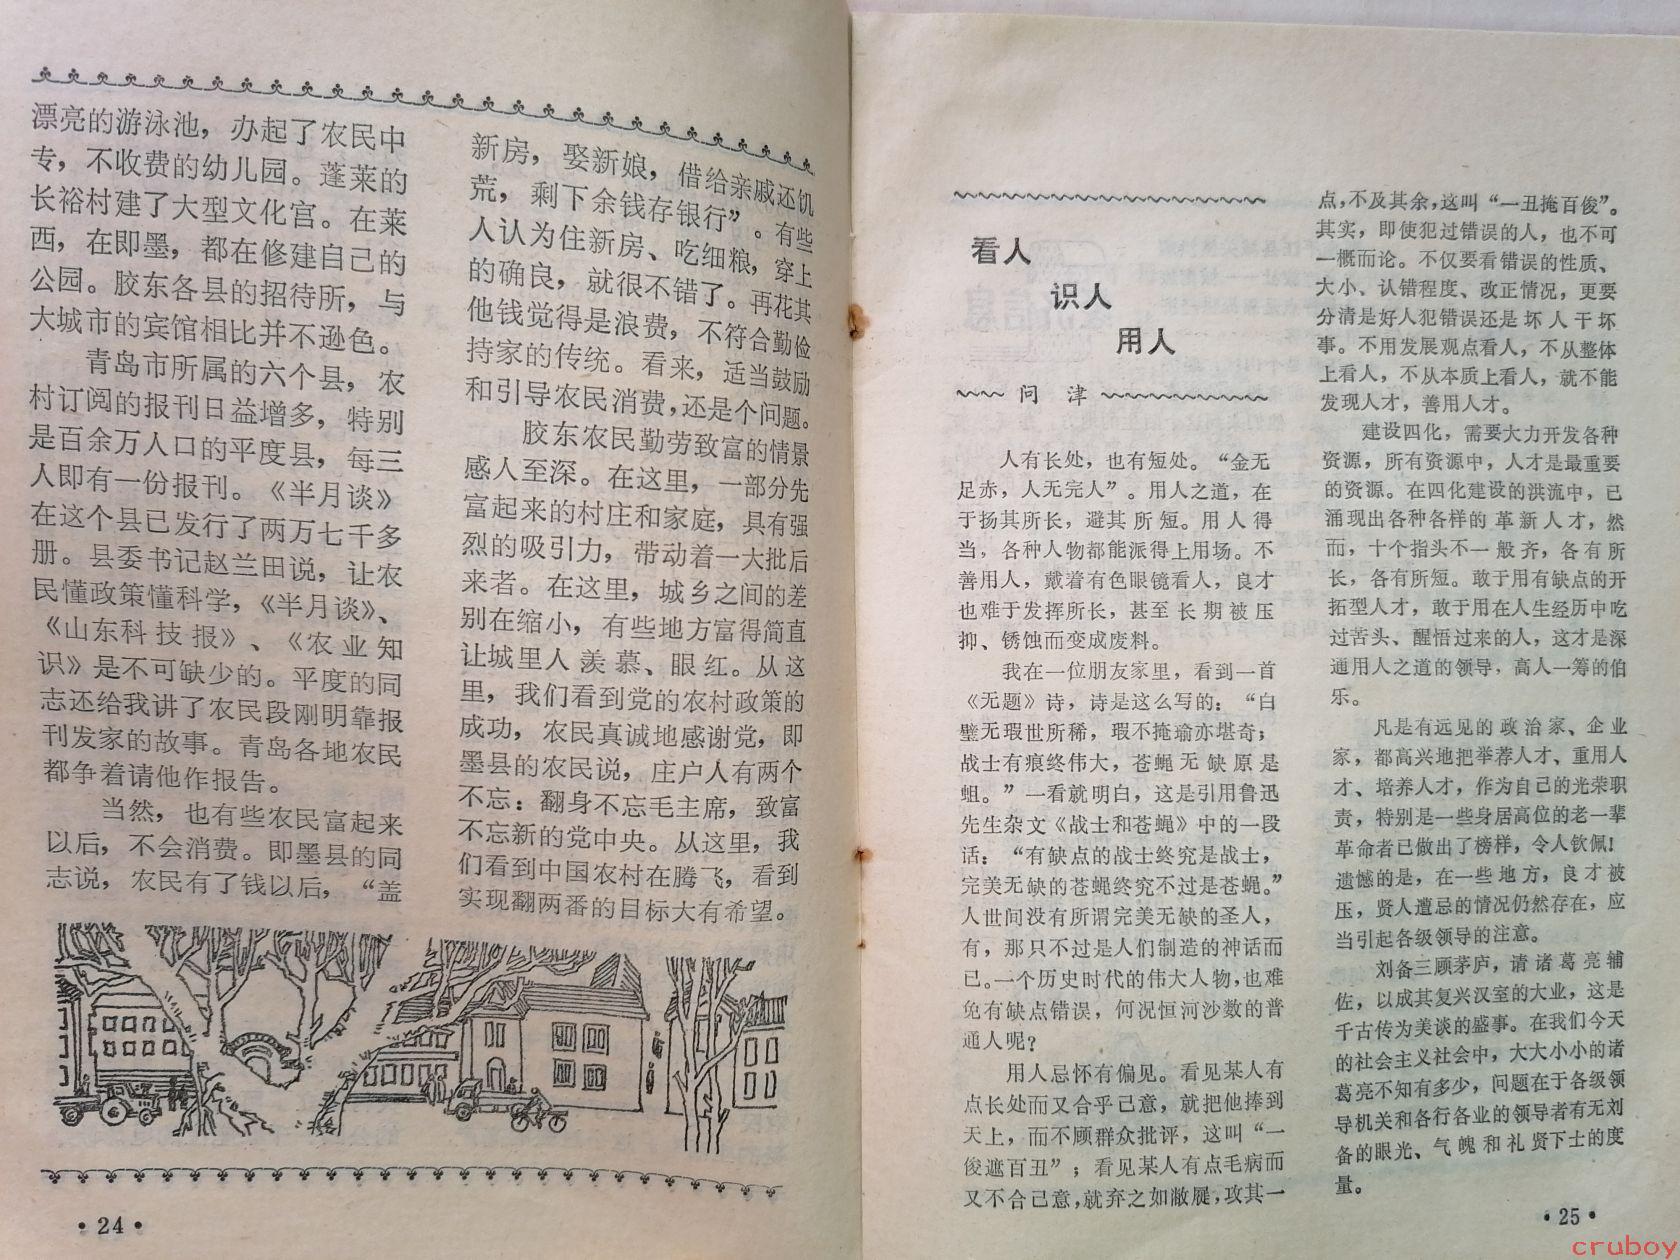 漂亮的游泳池，办起了农民中
专，不收费的幼儿园。蓬莱的
长裕村建了大型文化宫。在莱
西，在即墨，都在修建自己的
公园。胶东各县的招待所，与
大城市的宾馆相比并不逊色。
青岛市所属的六个县，农
村订阅的报刊日益增多，特别
是百余万人口的平度县，每三
人即有一份报刊。《半月谈》
在这个县已发行了两万七千多
册。县委书记赵兰田说，让农
民懂政策懂科学，《半月谈》、
《山东科技报》、《农业知
识》是不可缺少的。平度的同
志还给我讲了农民段刚明靠报
刊发家的故事。青岛各地农民
都争着请他作报告。
当然，也有些农民富起来
以后，不会消费。即墨县的同
志说，农民有了钱以后，“盖
新房，娶新娘，借给亲戚还饥
荒，剩下余钱存银行”。有些
人认为住新房、吃细粮，穿上
的确良，就很不错了。再花其
他钱觉得是浪费，不符合勤俭
持家的传统。看来，适当鼓励
和引导农民消费，还是个问题。
胶东农民勤劳致富的情景
感人至深。在这里，一部分先
富起来的村庄和家庭，具有强
烈的吸引力，带动着一大批后
来者。在这里，城乡之间的差
别在缩小，有些地方富得简直
让城里人羡慕、眼红。从这
里，我们看到党的农村政策的
成功，农民真诚地感谢党，即
墨县的农民说，庄户人有两个
不忘：翻身不忘毛主席，致富
不忘新的党中央。从这里，我
们看到中国农村在腾飞，看到
实现翻两番的目标大有希望。
•24•
看人
识人
用人
问津
人有长处，也有短处。“金无
足赤，人无完人”。用人之道，在
于扬其所长，避其所短。用人得
当，各种人物都能派得上用场。不
善用人，戴着有色眼镜看人，良才
也难于发挥所长，甚至长期被压
抑、锈蚀而变成废料。
我在一位朋友家里，看到一首
《无题》诗，诗是这么写的：“白
璧无瑕世所稀，瑕不掩瑜亦堪奇；
战士有痕终伟大，苍蝇无缺原是
蛆。”一看就明白，这是引用鲁迅
先生杂文《战士和苍蝇》中的一段
话：“有缺点的战士终究是战士，
完美无缺的苍蝇终究不过是苍蝇。”
人世间没有所谓完美无缺的圣人，
有，那只不过是人们制造的神话而
已。一个历史时代的伟大人物，也难
免有缺点错误，何况恒河沙数的普
通人呢？
用人忌怀有偏见。看见某人有
点长处而又合乎己意，就把他捧到
天上，而不顾群众批评，这叫“一
俊遮百丑”；看见某人有点毛病而
又不合己意，就弃之如敝屣，攻其一
点，不及其余，这叫“一丑掩百俊”。
其实，即使犯过错误的人，也不可
一概而论。不仅要看错误的性质、
大小、认错程度、改正情况，更要
分清是好人犯错误还是坏人干坏
事。不用发展观点看人，不从整体
上看人，不从本质上看人，就不能
发现人才，善用人才。
建设四化，需要大力开发各种
资源，所有资源中，人才是最重要
的资源。在四化建设的洪流中，已
涌现出各种各样的革新人才，然
而，十个指头不一般齐，各有所
长，各有所短。敢于用有缺点的开
拓型人才，敢于用在人生经历中吃
过苦头、醒悟过来的人，这才是深
通用人之道的领导，高人一筹的伯
乐。
凡是有远见的政治家、企业
家，都高兴地把举荐人才、重用人
才、培养人才，作为自己的光荣职
责，特别是一些身居高位的老一辈
革命者已做出了榜样，令人钦佩！
遗憾的是，在一些地方，良才被
压，贤人遭忌的情况仍然存在，应
当引起各级领导的注意。
刘备三顾茅庐，请诸葛亮辅
佐，以成其复兴汉室的大业，这是
千古传为美谈的盛事。在我们今天
的社会主义社会中，大大小小的诸
葛亮不知有多少，问题在于各级领
导机关和各行各业的领导者有无刘
备的眼光、气魄和礼贤下士的度
量。
•25•
cruboy